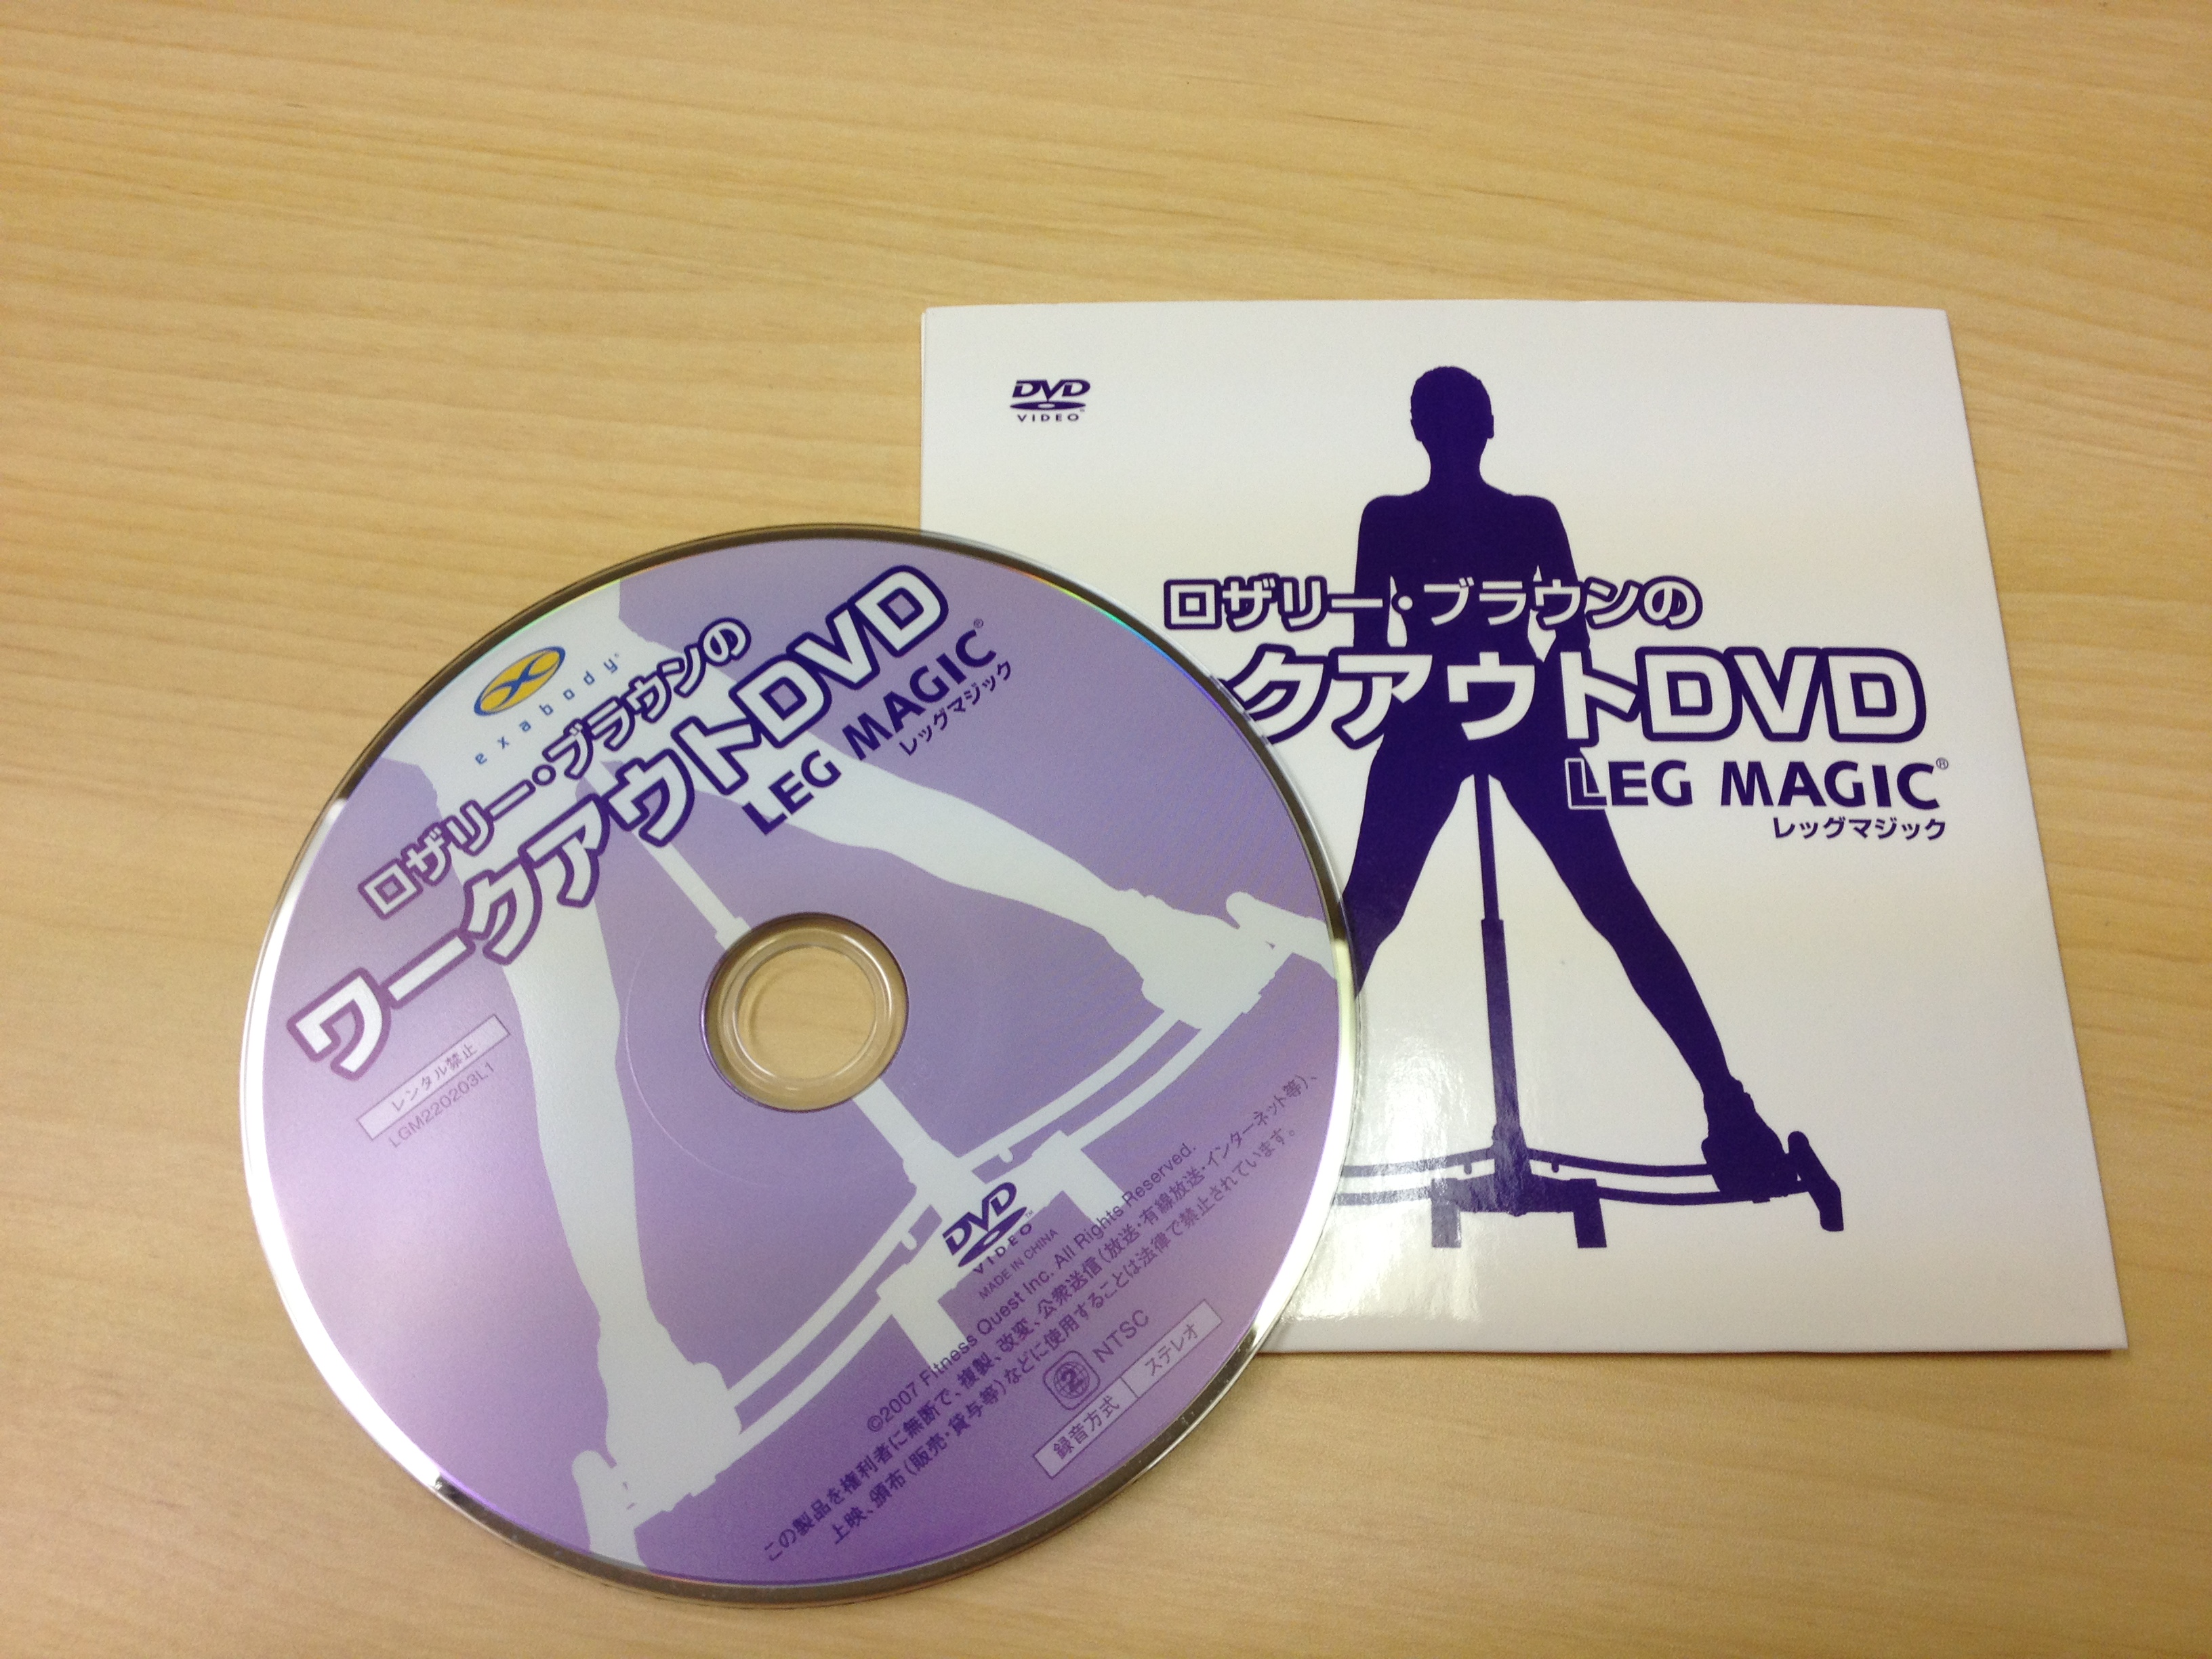 exabody
ロザリー・ブラウンの
ワークアウトDVD
LEG MAGIC®
レッグマジック
レンタル禁止
LGM220203L1
DVD
VIDEO
MADE IN CHINA
©2007 Fitness Quest Inc. All Rights Reserved.
この製品を権利者に無断で、複製、改変、公衆送信(放送・有線放送・インターネット等)、
上映、頒布(販売・貸与等)などに使用することは法律で禁止されています。
2 NTSC
録音方式 ステレオ
DVD
VIDEO
ロザリー・ブラウンの
クアウトDVD
LEG MAGIC®
レッグマジック